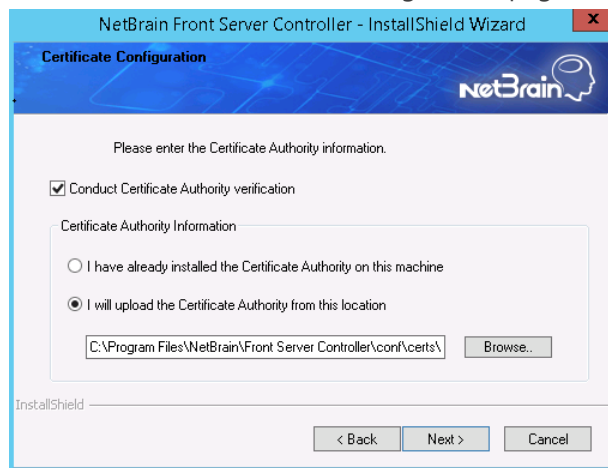 NetBrain Front Server Controller - InstallShield Wizard
x
Certificate Configuration
NetBrain
Please enter the Certificate Authority information.
Conduct Certificate Authority verification
Certificate Authority Information
I have already installed the Certificate Authority on this machine
I will upload the Certificate Authority from this location
C:\Program Files\NetBrain\Front Server Controller\conf\certs\
Browse..
InstallShield
< Back
Next >
Cancel